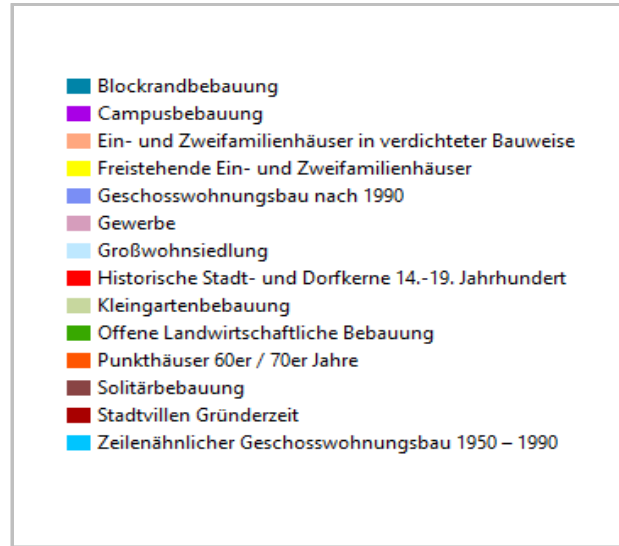 Blockrandbebauung
Campusbebauung
Ein- und Zweifamilienhäuser in verdichteter Bauweise
Freistehende Ein- und Zweifamilienhäuser
Geschosswohnungsbau nach 1990
Gewerbe
Großwohnsiedlung
Historische Stadt- und Dorfkerne 14.-19. Jahrhundert
Kleingartenbebauung
Offene Landwirtschaftliche Bebauung
Punkthäuser 60er / 70er Jahre
Solitärbebauung
Stadtvillen Gründerzeit
Zeilenähnlicher Geschosswohnungsbau 1950 – 1990